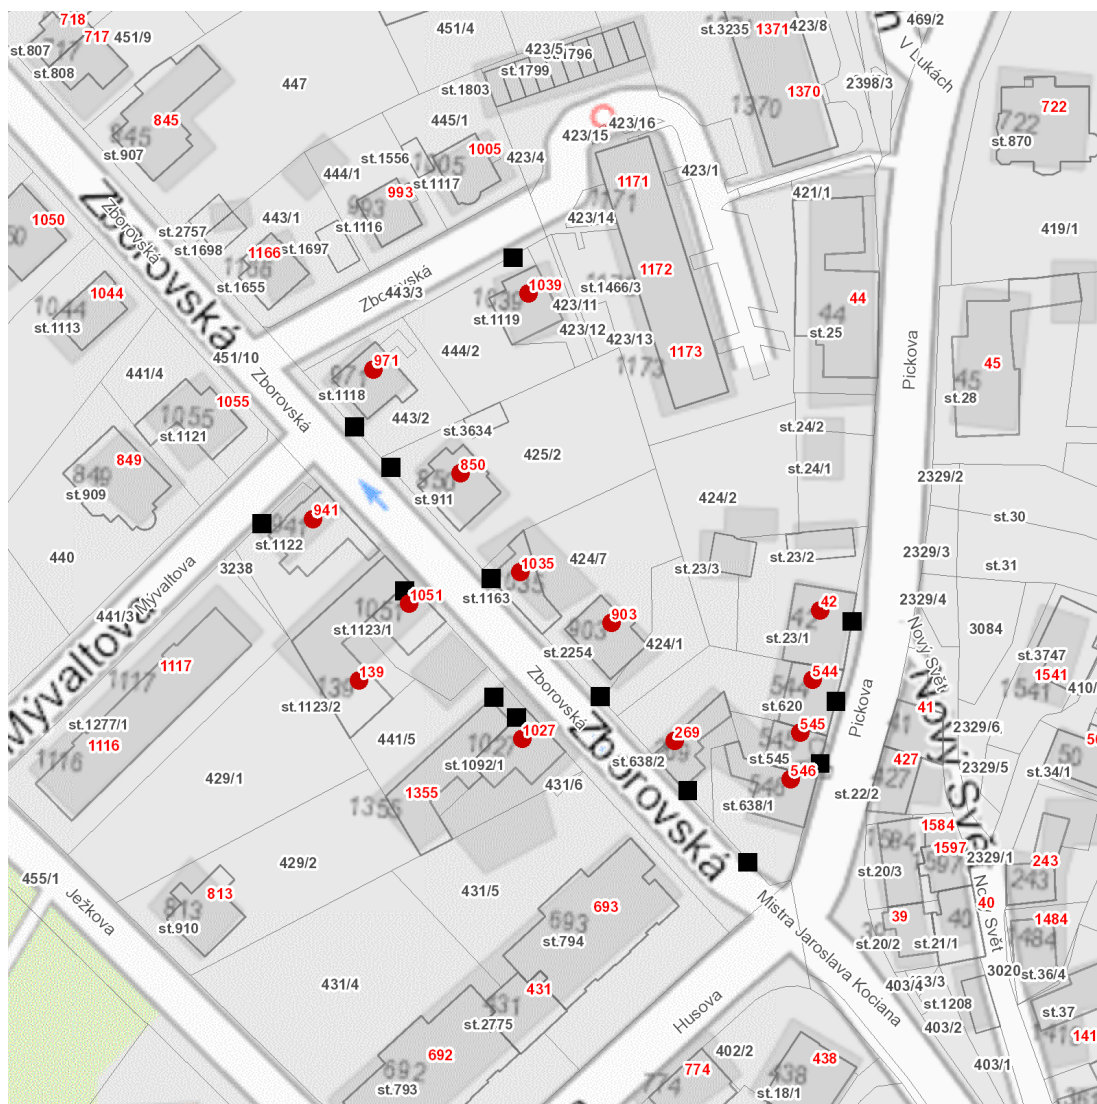 718
717
451/9
st.807
st.808
451/4
423/5
st.1796
st.1799
st.1803
st.3235
1371
423/8
469/2
V Lukách
447
845
st.907
445/1
1005
423/15
423/16
423/4
1370
2398/3
722
st.870
st.1556
444/1
st.1117
993
st.1116
423/1
1171
421/1
423/14
1050
Zborovská
Zborovská
st.2757
st.1698
443/1
st.1697
1166
st.1655
419/1
1044
st.1113
Zborovská
443/3
1039
st.1119
423/11
423/12
st.1466/3
1172
423/13
1173
44
st.25
Pickova
45
st.28
451/10
Zborovská
441/4
444/2
971
st.1118
1055
st.1121
443/2
st.3634
425/2
st.24/2
st.24/1
849
st.909
850
st.911
2329/2
424/2
st.30
440
941
st.1122
3238
Mývaltova
Mývaltova
441/3
1035
st.1163
424/7
st.23/3
st.23/2
2329/3
st.31
2329/4
1051
st.1123/1
903
st.2254
424/1
42
st.23/1
3084
Nový Svět
Nový Svět
st.3747
1541
410/
1117
st.1277/1
1116
139
st.1123/2
Zborovská
Zborovská
544
st.620
Pickova
41
2329/6
441/5
1027
st.1092/1
269
st.638/2
545
st.545
546
st.638/1
427
st.22/2
2329/5
st.34/1
429/1
1355
431/6
1584
1597
2329/1
243
429/2
455/1
Ježkova
813
st.910
431/5
693
st.794
Mistra Jaroslava Kociana
st.20/3
39
st.20/2
st.21/1
40
Nový Svět
1484
st.36/4
3020
431/4
431
st.2775
Husova
403/4
st.1208
403/2
st.37
141
692
st.793
402/2
774
438
st.18/1
403/1